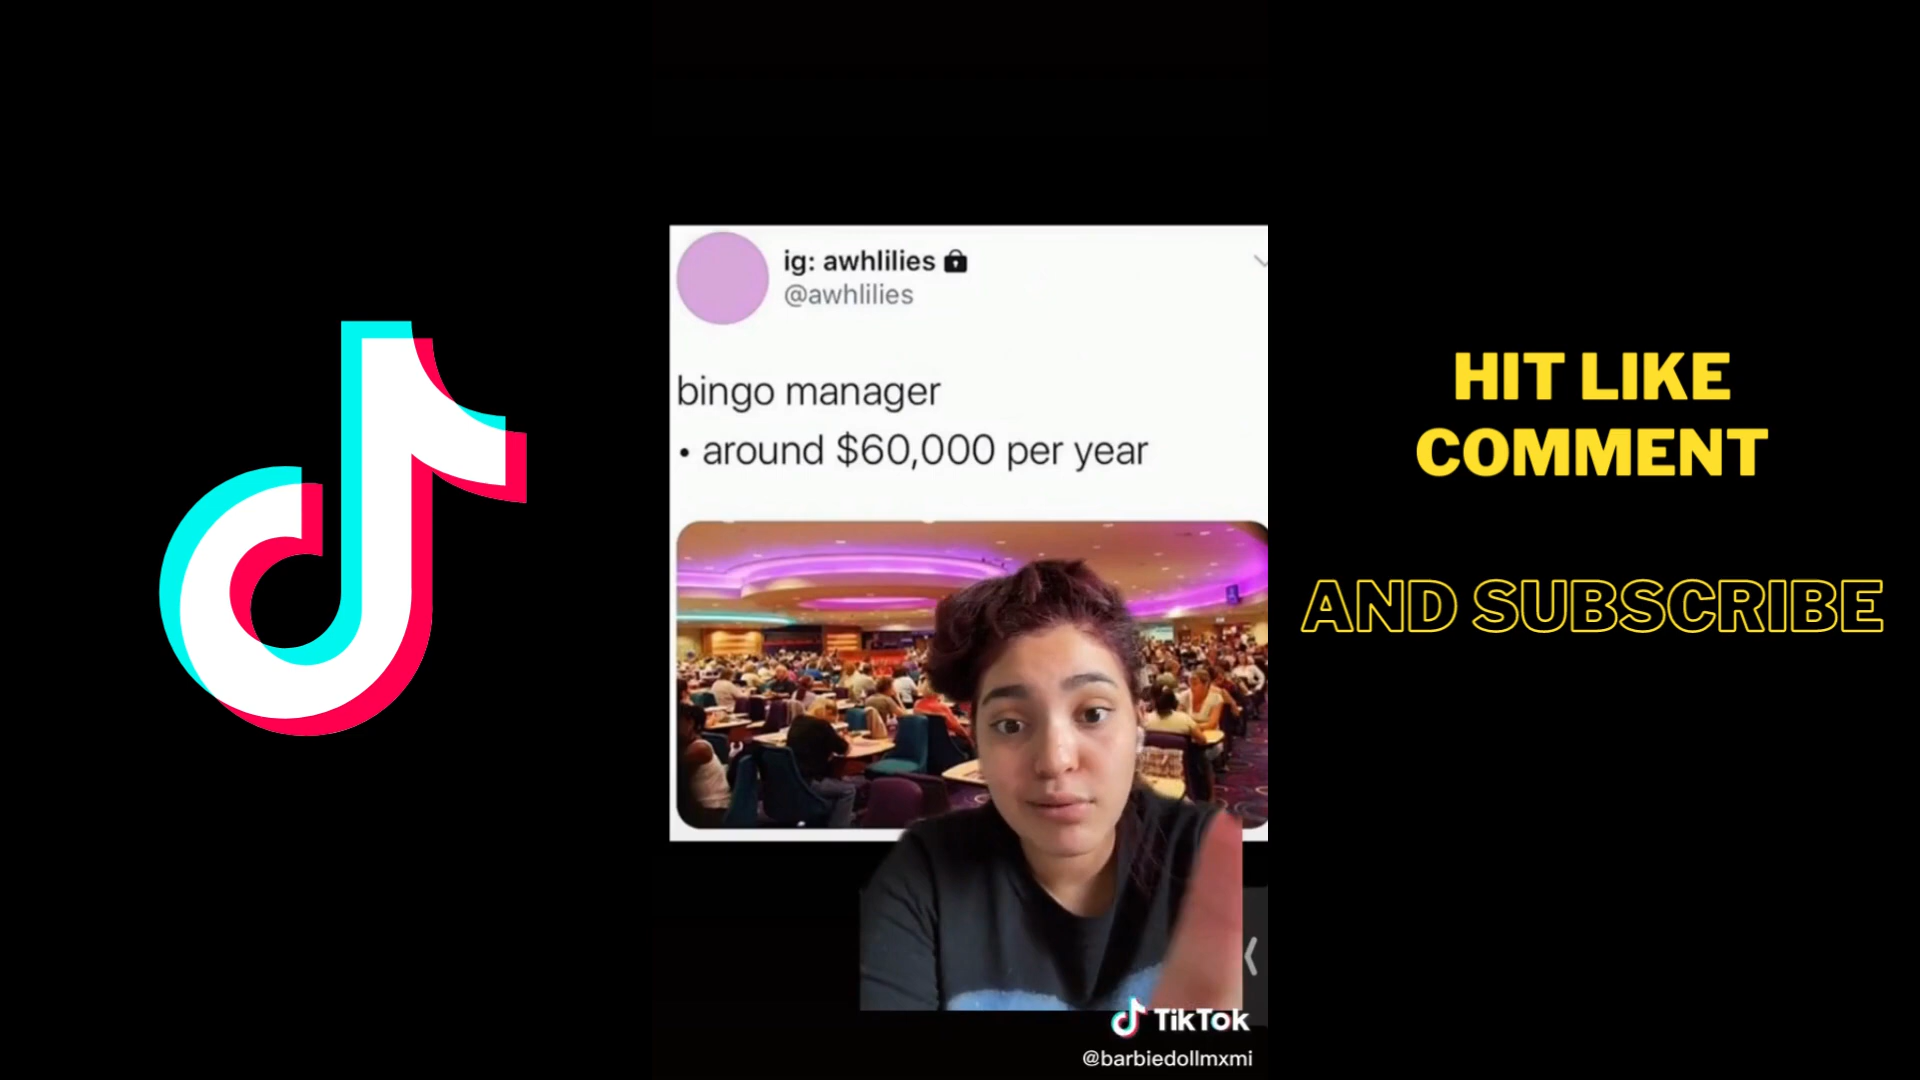 ig: awhlilies
@awhlilies
bingo manager
• around $60,000 per year
TikTok
@barbiedollmxmi
HIT LIKE
COMMENT
AND SUBSCRIBE